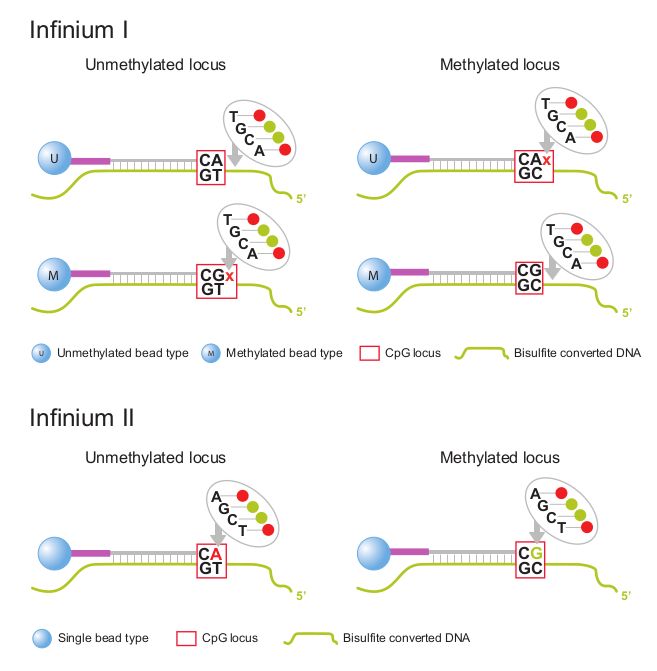 Infinium I
Unmethylated locus
Methylated locus
T
G
C
A
U
CA
GT
5’
T
G
C
A
U
CAx
GC
5’
T
G
C
A
M
CGx
GT
5’
T
G
C
A
M
CG
GC
5’
U Unmethylated bead type M Methylated bead type CpG locus Bisulfite converted DNA
Infinium II
Unmethylated locus
Methylated locus
A
G
C
T
CA
GT
5’
A
G
C
T
CG
GC
5’
Single bead type CpG locus Bisulfite converted DNA